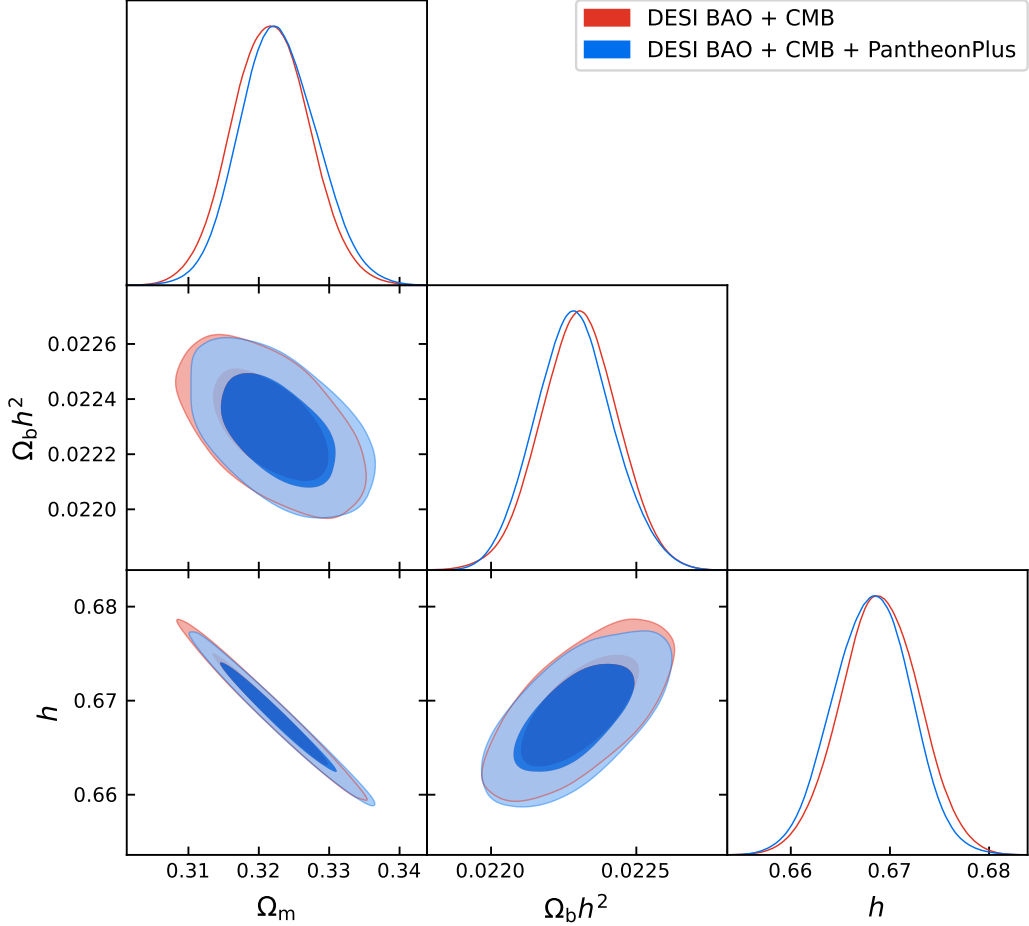 DESI BAO + CMB
DESI BAO + CMB + PantheonPlus
0.0226
0.0224
0.0222
0.0220
Ω_b h²
0.68
0.67
0.66
h
0.31 0.32 0.33 0.34
0.0220 0.0225
0.66 0.67 0.68
Ω_m
Ω_b h²
h